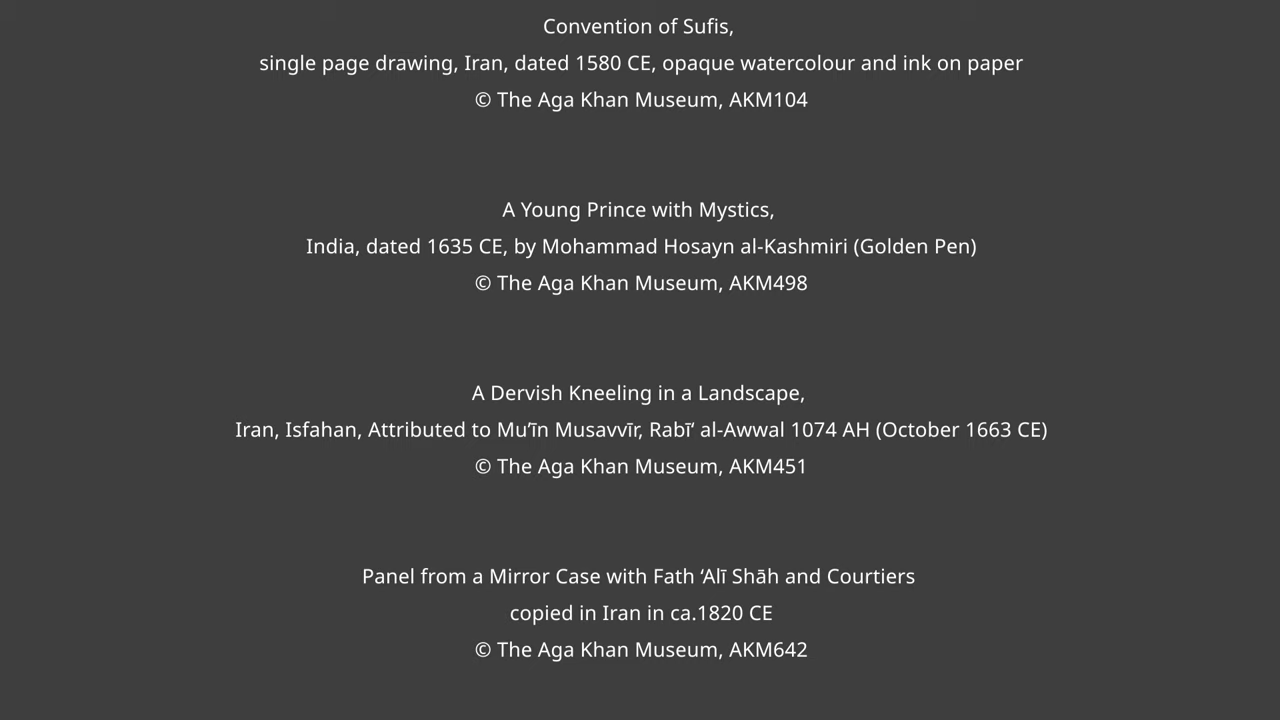 Convention of Sufis,
single page drawing, Iran, dated 1580 CE, opaque watercolour and ink on paper
© The Aga Khan Museum, AKM104
A Young Prince with Mystics,
India, dated 1635 CE, by Mohammad Hosayn al-Kashmiri (Golden Pen)
© The Aga Khan Museum, AKM498
A Dervish Kneeling in a Landscape,
Iran, Isfahan, Attributed to Mu’īn Musavvīr, Rabī‘ al-Awwal 1074 AH (October 1663 CE)
© The Aga Khan Museum, AKM451
Panel from a Mirror Case with Fath ‘Alī Shāh and Courtiers
copied in Iran in ca.1820 CE
© The Aga Khan Museum, AKM642